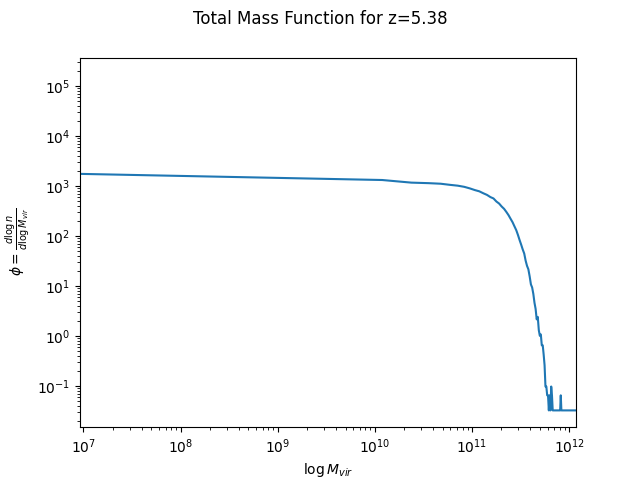 Total Mass Function for z=5.38
10⁵
10⁴
10³
10²
10¹
10⁰
10⁻¹
ϕ = d log n / d log M_vir
10⁷ 10⁸ 10⁹ 10¹⁰ 10¹¹ 10¹²
log M_vir